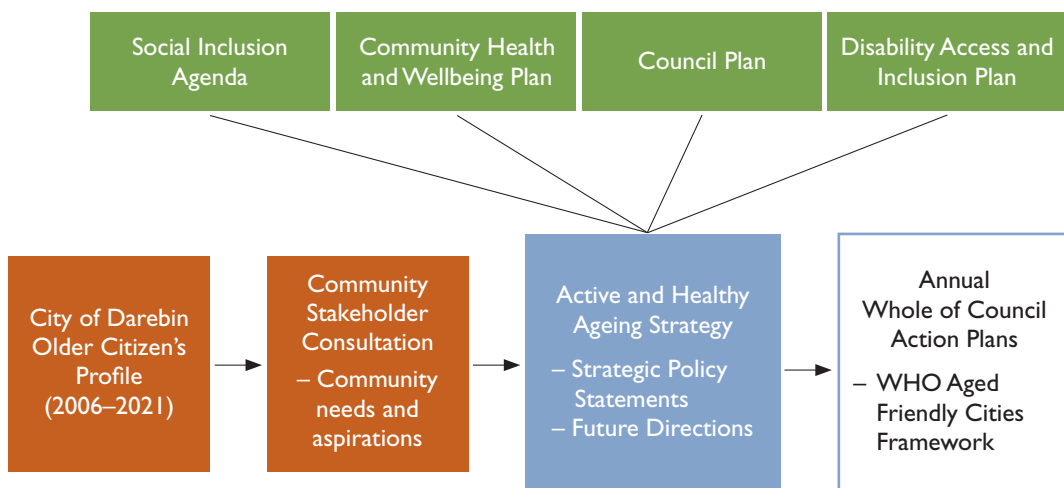 Social Inclusion
Agenda
Community Health
and Wellbeing Plan
Council Plan
Disability Access and
Inclusion Plan
City of Darebin
Older Citizen’s
Profile
(2006–2021)
Community
Stakeholder
Consultation
– Community
needs and
aspirations
Active and Healthy
Ageing Strategy
– Strategic Policy
Statements
– Future Directions
Annual
Whole of Council
Action Plans
– WHO Aged
Friendly Cities
Framework